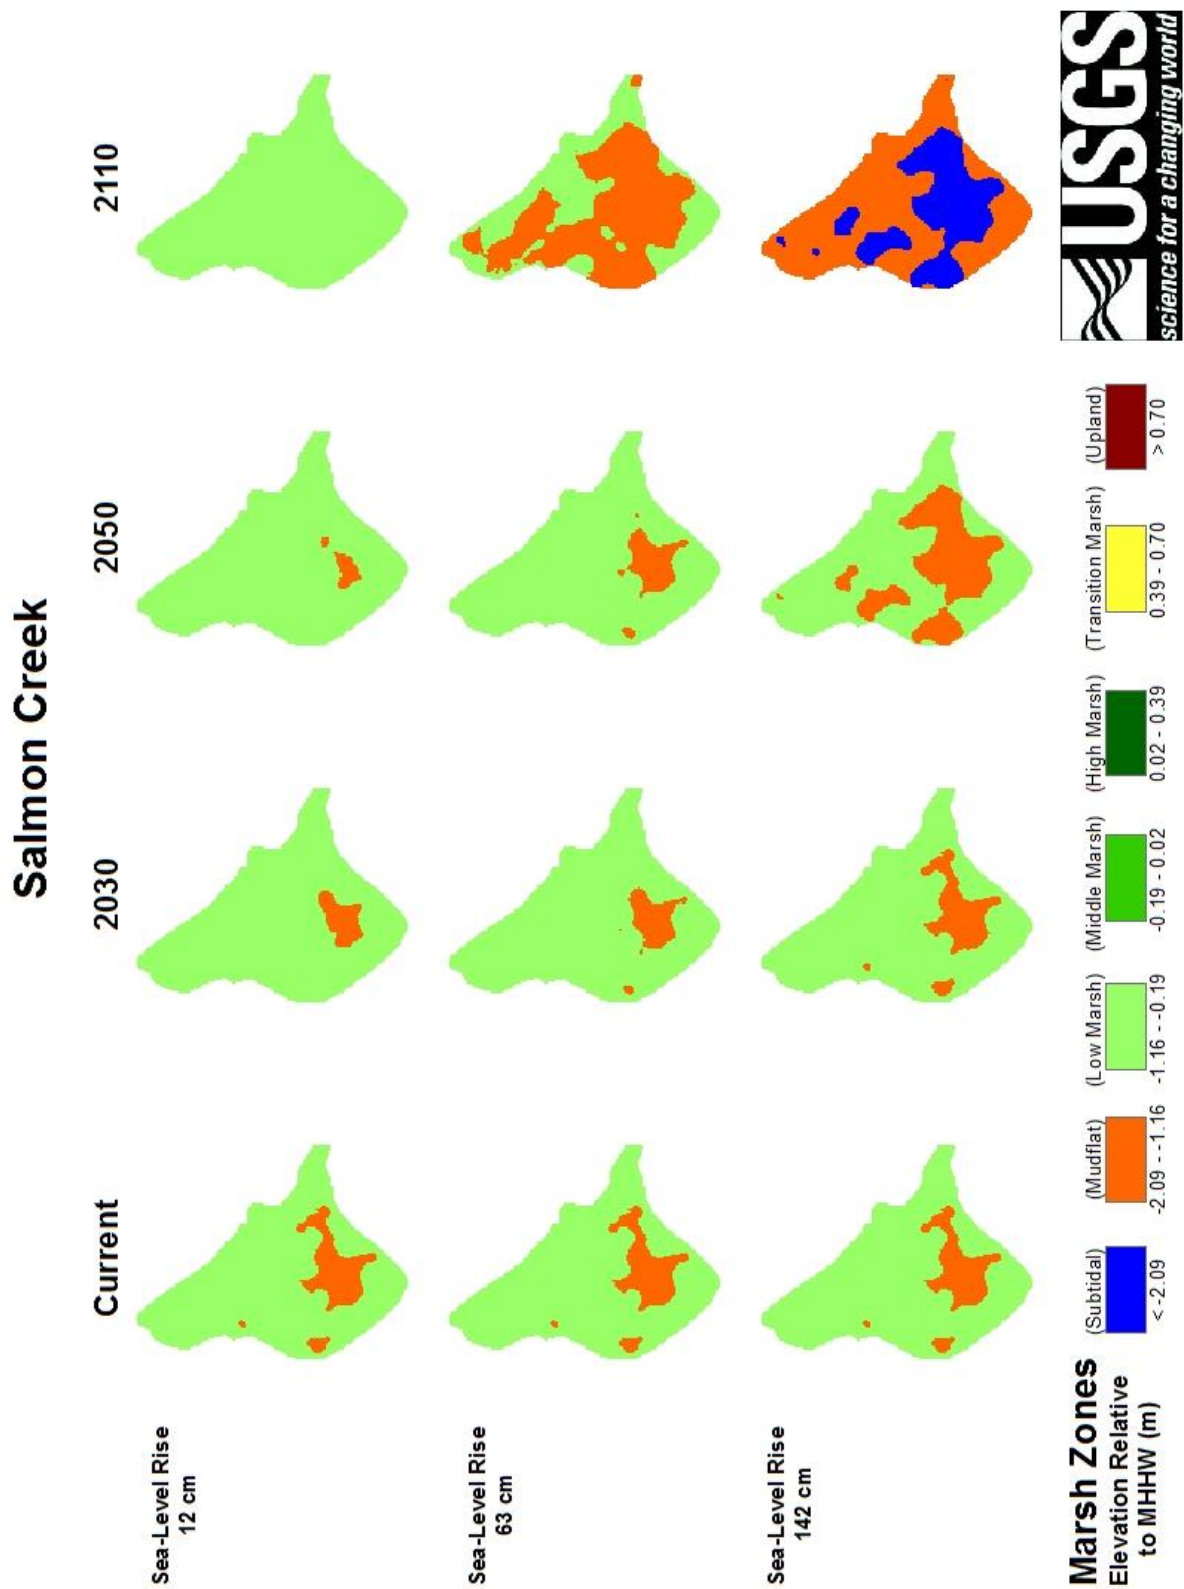 Salmon Creek
Current 2030 2050 2110
Sea-Level Rise
12 cm
Sea-Level Rise
63 cm
Sea-Level Rise
142 cm
Marsh Zones
Elevation Relative
to MHHW (m)
(Subtidal) (Mudflat) (Low Marsh) (Middle Marsh) (High Marsh) (Transition Marsh) (Upland)
< -2.09 -2.09 - -1.16 -1.16 - -0.19 -0.19 - 0.02 0.02 - 0.39 0.39 - 0.70 > 0.70
USGS
science for a changing world